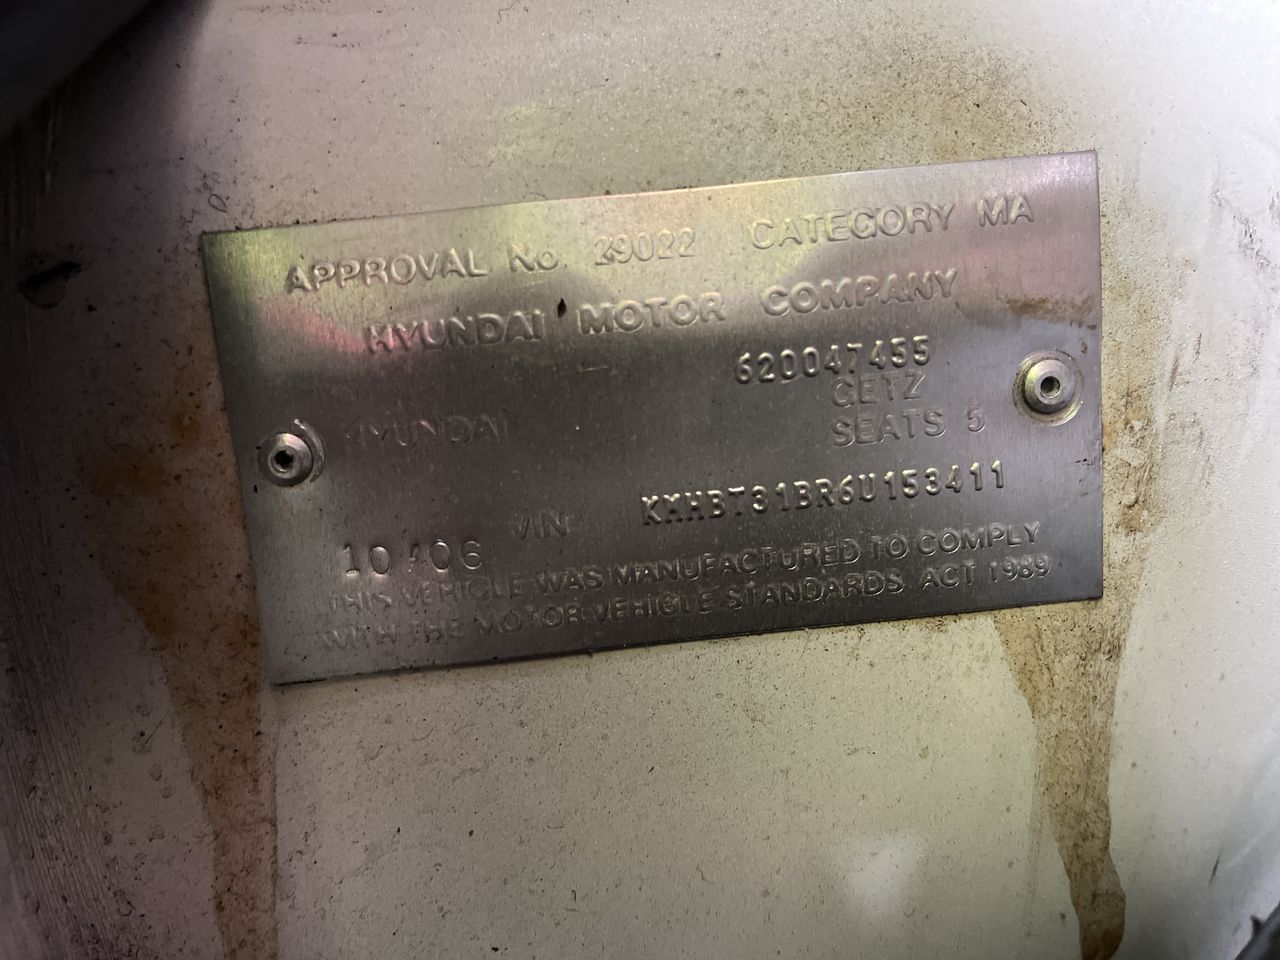 APPROVAL No. 29022 CATEGORY MA
HYUNDAI MOTOR COMPANY
620047455
HYUNDAI GETZ
SEATS 5
VIN KMHBT31BR6U153411
10/06
THIS VEHICLE WAS MANUFACTURED TO COMPLY
WITH THE MOTOR VEHICLE STANDARDS ACT 1989